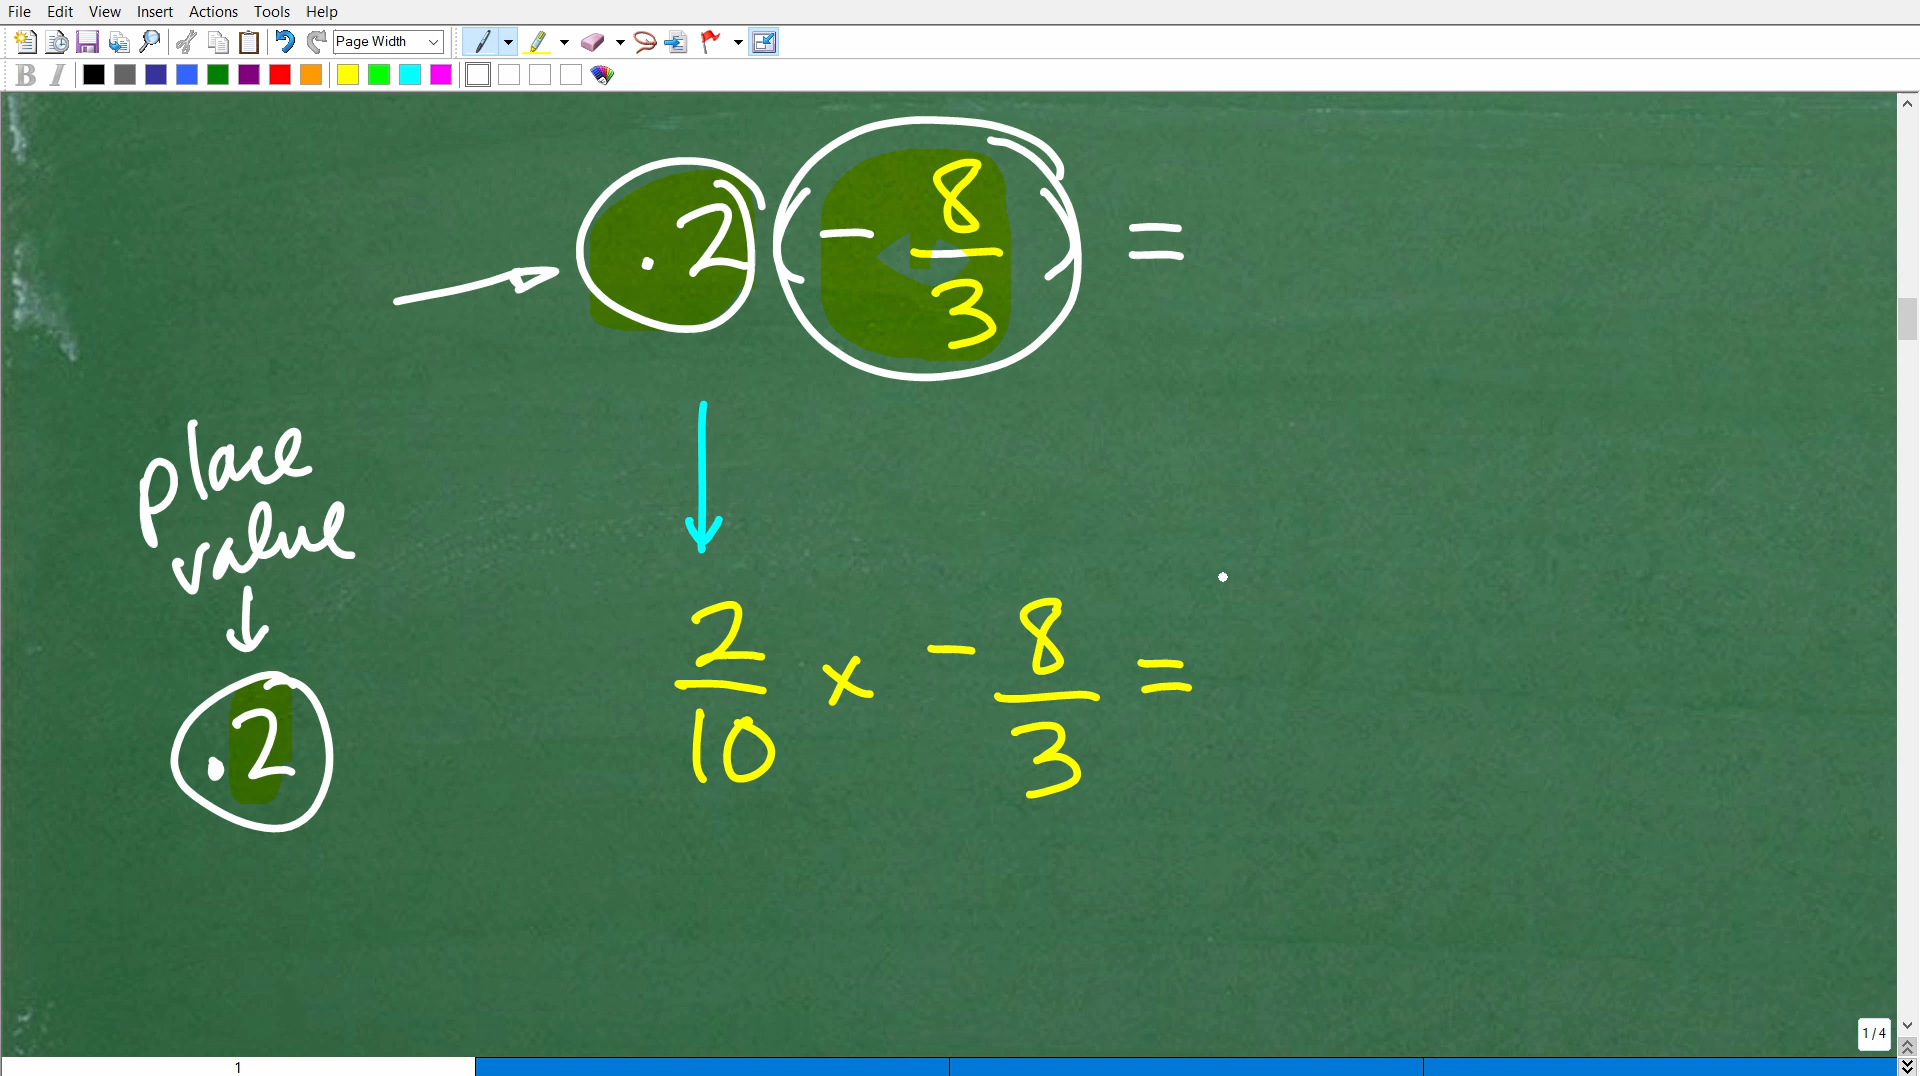 File Edit View Insert Actions Tools Help
Page Width
B I
.2 (- 8/3) =
place
value
.2
2/10 x - 8/3 =
1 / 4
1